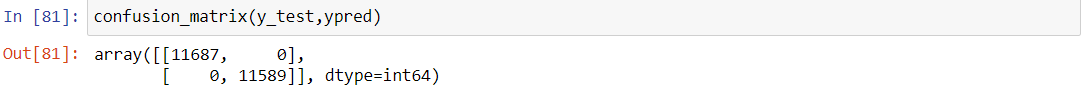 In [81]: confusion_matrix(y_test,ypred)
Out[81]: array([[11687,     0],
       [    0, 11589]], dtype=int64)